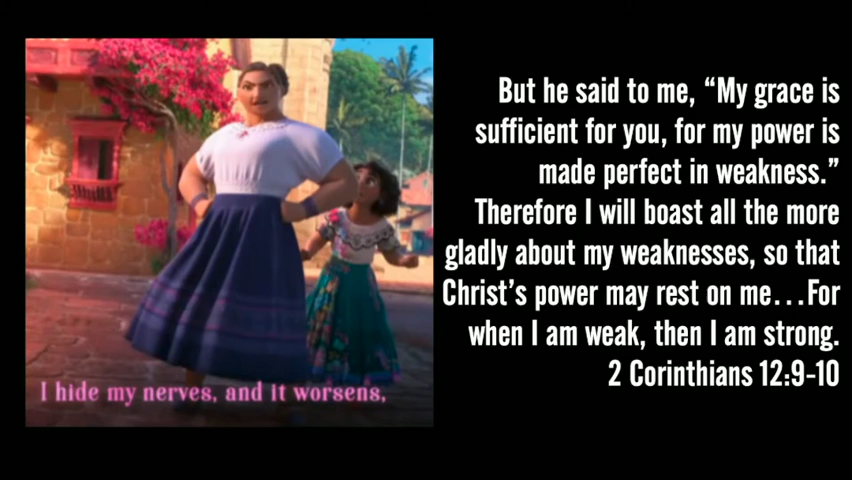 I hide my nerves, and it worsens,
But he said to me, “My grace is
sufficient for you, for my power is
made perfect in weakness.”
Therefore I will boast all the more
gladly about my weaknesses, so that
Christ’s power may rest on me...For
when I am weak, then I am strong.
2 Corinthians 12:9-10